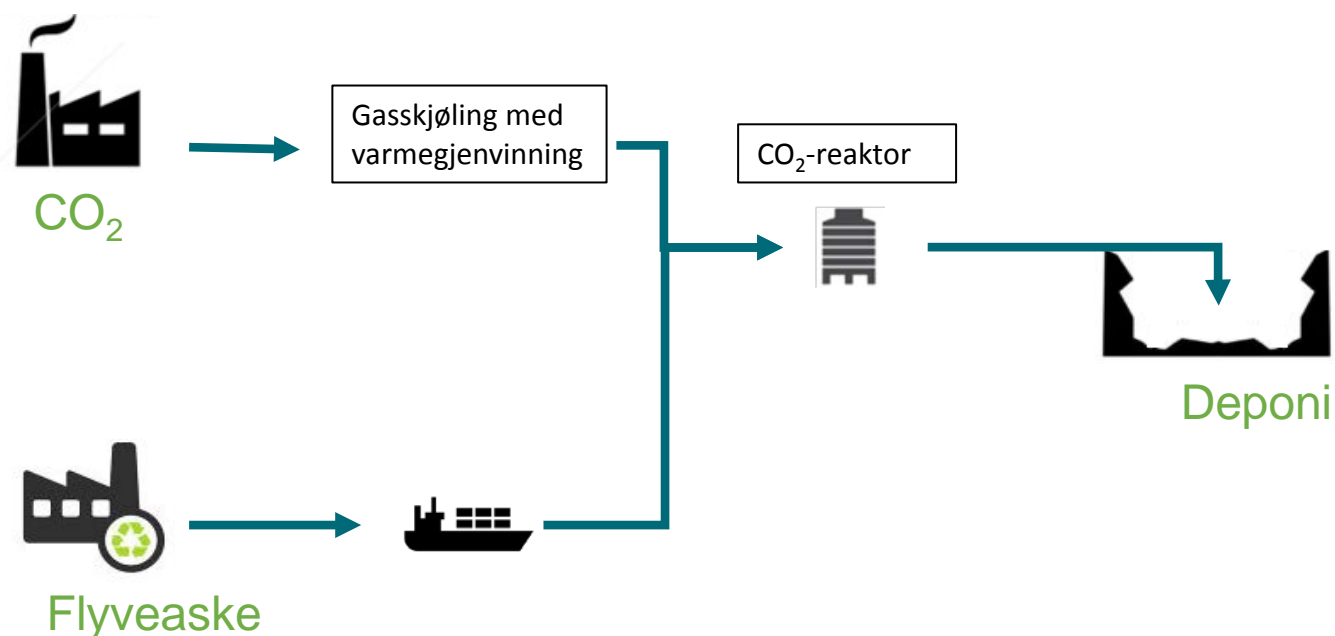 Gasskjøling med
varmegjenvinning
CO₂-reaktor
CO₂
Deponi
Flyveaske